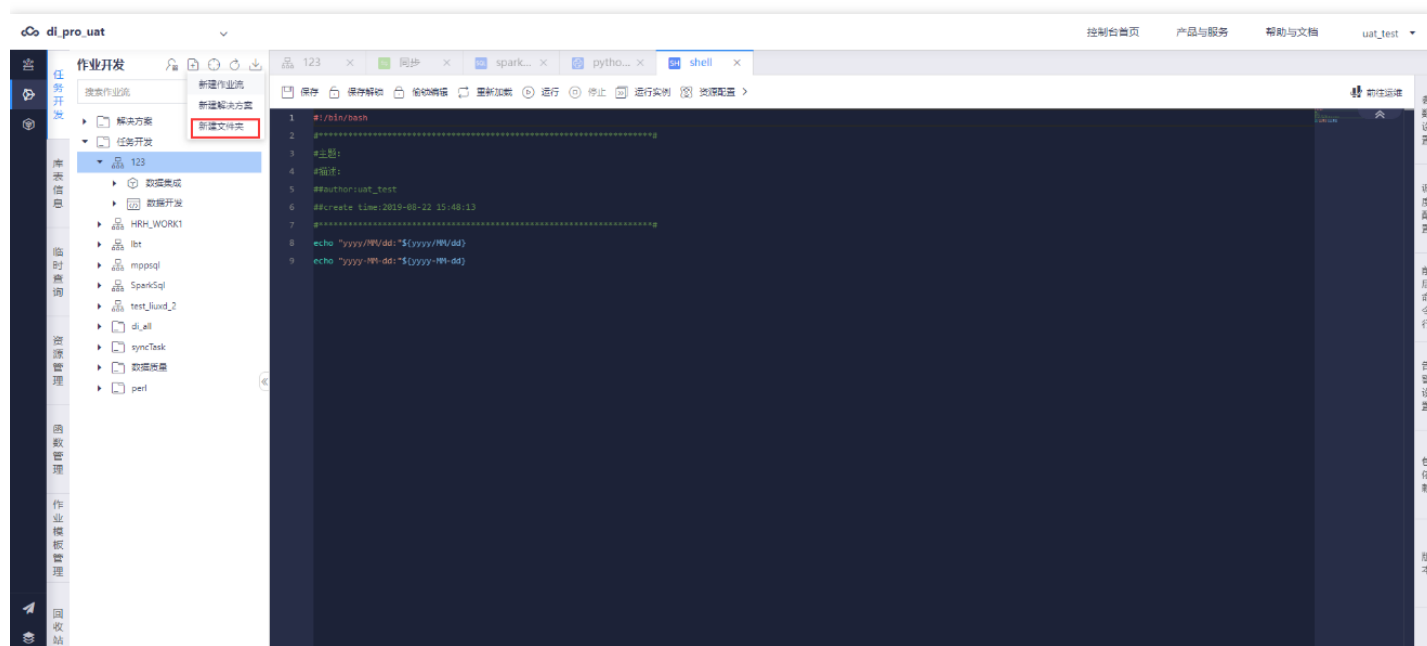 di_pro_uat
控制台首页 产品与服务 帮助与文档 uat_test
任务开发
库表信息
临时查询
资源管理
函数管理
作业模板管理
回收站
作业开发
搜索作业流
新建作业流
新建解决方案
新建文件夹
解决方案
任务开发
123
数据集成
数据开发
HRH_WORK1
lbt
mppsql
SparkSql
test_liuxd_2
di_all
syncTask
数据质量
perl
123 同步 spark... pytho... SH shell
保存 保存解锁 偷锁编辑 重新加载 运行 停止 运行实例 资源配置 前往运维
1 #!/bin/bash
2
3 #主题:
4 #描述:
5 ##author:uat_test
6 ##create time:2019-08-22 15:48:13
7
8 echo "yyyy/MM/dd:"${yyyy/MM/dd}
9 echo "yyyy-MM-dd:"${yyyy-MM-dd}